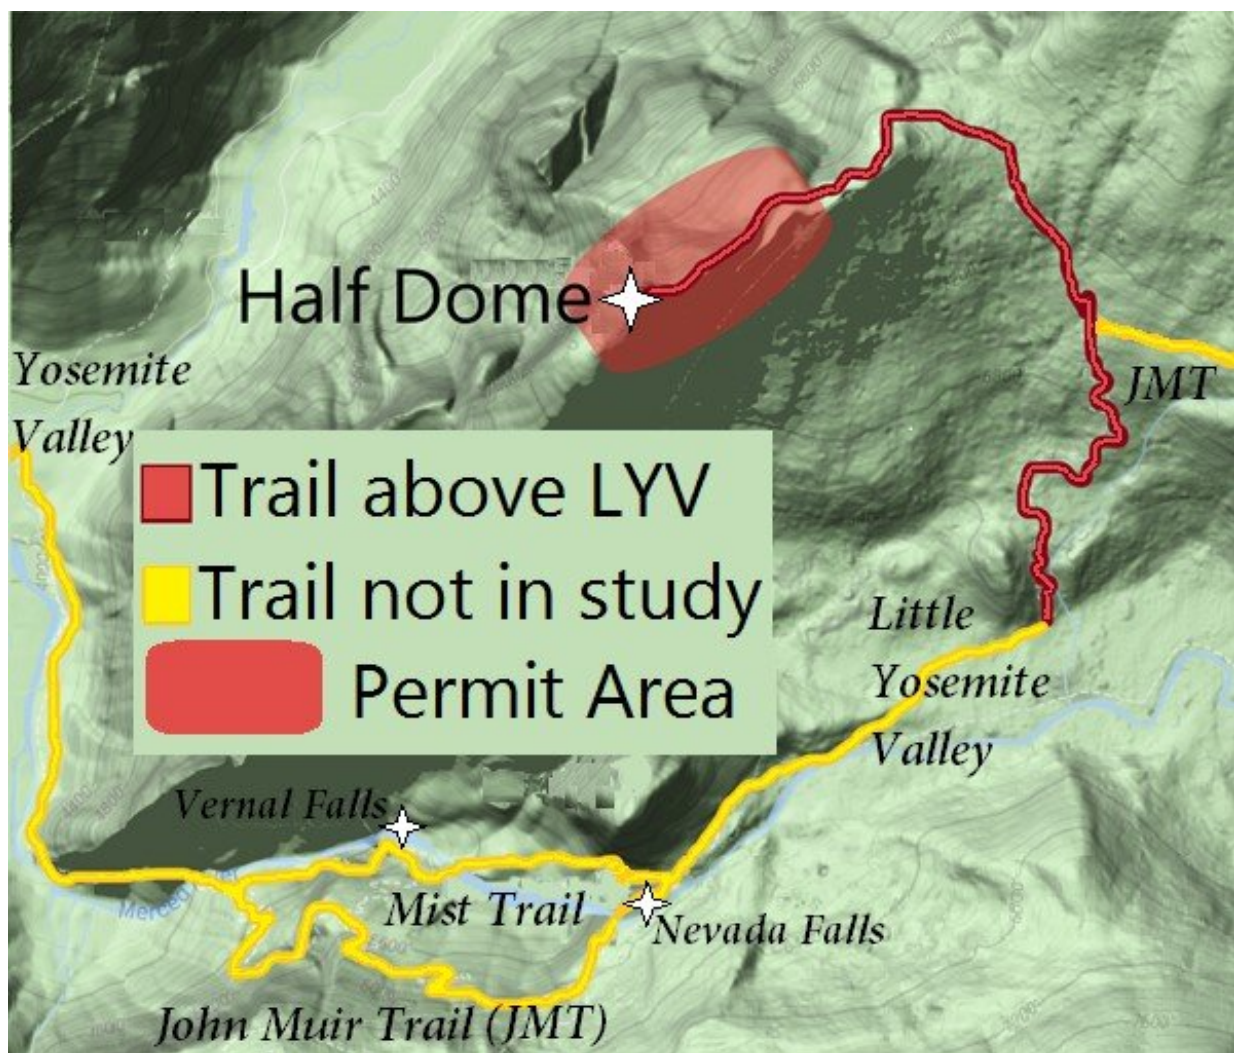 Half Dome
Yosemite
Valley
JMT
Trail above LYV
Trail not in study
Permit Area
Little
Yosemite
Valley
Vernal Falls
Merced
Mist Trail
Nevada Falls
John Muir Trail (JMT)